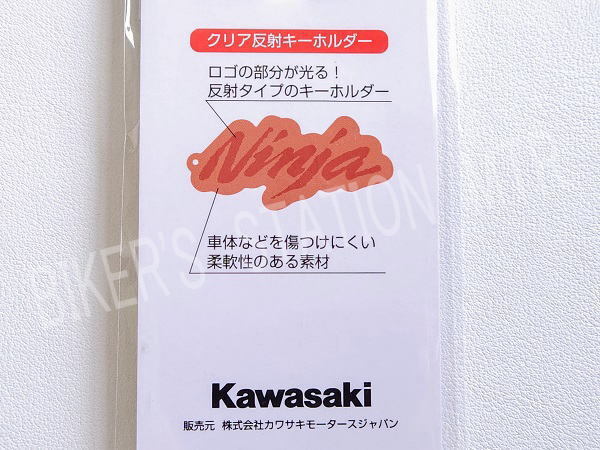 クリア反射キーホルダー
ロゴの部分が光る!
反射タイプのキーホルダー
Ninja
車体などを傷つけにくい
柔軟性のある素材
Kawasaki
販売元 株式会社カワサキモータースジャパン
BIKER'S STATION